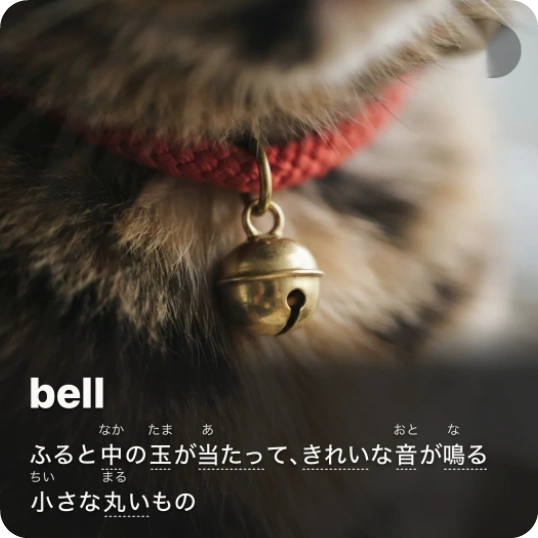 bell
なか たま あ おと な
ふると中の玉が当たって、きれいな音が鳴る
ちい まる
小さな丸いもの